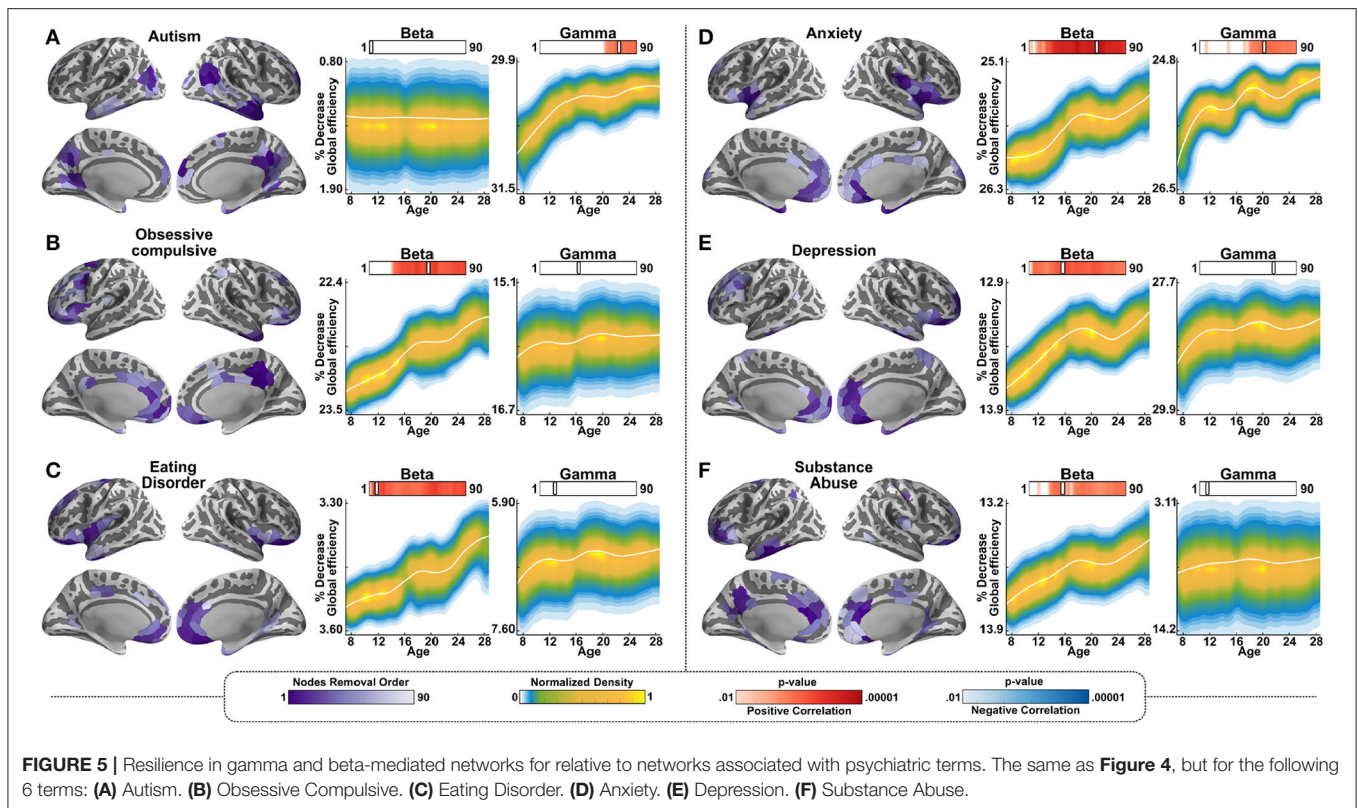 A
Autism
Beta
1 90
Gamma
1 90
% Decrease
Global efficiency
0.80
1.90
8 12 16 20 24 28
Age
29.9
31.5
8 12 16 20 24 28
Age
B
Obsessive
compulsive
Beta
1 90
Gamma
1 90
% Decrease
Global efficiency
22.4
23.5
8 12 16 20 24 28
Age
15.1
16.7
8 12 16 20 24 28
Age
C
Eating
Disorder
Beta
1 90
Gamma
1 90
% Decrease
Global efficiency
3.30
3.60
8 12 16 20 24 28
Age
5.90
7.60
8 12 16 20 24 28
Age
D
Anxiety
Beta
1 90
Gamma
1 90
% Decrease
Global efficiency
25.1
26.3
8 12 16 20 24 28
Age
24.8
26.5
8 12 16 20 24 28
Age
E
Depression
Beta
1 90
Gamma
1 90
% Decrease
Global efficiency
12.9
13.9
8 12 16 20 24 28
Age
27.7
29.9
8 12 16 20 24 28
Age
F
Substance
Abuse
Beta
1 90
Gamma
1 90
% Decrease
Global efficiency
13.2
13.9
8 12 16 20 24 28
Age
3.11
14.2
8 12 16 20 24 28
Age
Nodes Removal Order
1 90
Normalized Density
0 1
p-value
.01 .00001
Positive Correlation
p-value
.01 .00001
Negative Correlation
FIGURE 5 | Resilience in gamma and beta-mediated networks for relative to networks associated with psychiatric terms. The same as Figure 4, but for the following
6 terms: (A) Autism. (B) Obsessive Compulsive. (C) Eating Disorder. (D) Anxiety. (E) Depression. (F) Substance Abuse.